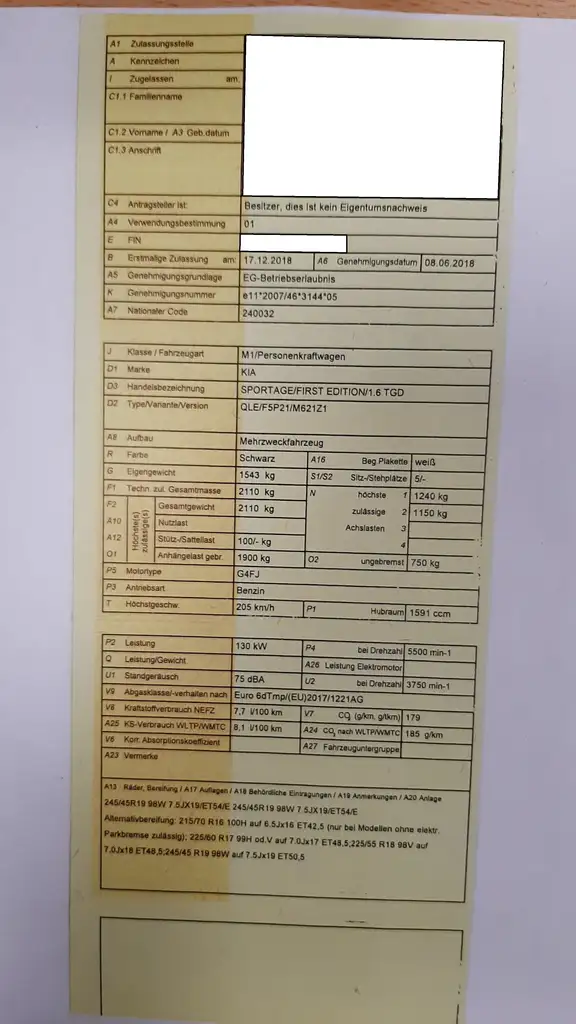 A1 Zulassungsstelle
A Kennzeichen
I Zugelassen am:
C1.1 Familienname
C1.2 Vorname / A3 Geb.datum
C1.3 Anschrift
C4 Antragsteller ist: Besitzer, dies ist kein Eigentumsnachweis
A4 Verwendungsbestimmung 01
E FIN
B Erstmalige Zulassung am: 17.12.2018 A6 Genehmigungsdatum 08.06.2018
A5 Genehmigungsgrundlage EG-Betriebserlaubnis
K Genehmigungsnummer e11*2007/46*3144*05
A7 Nationaler Code 240032
J Klasse / Fahrzeugart M1/Personenkraftwagen
D1 Marke KIA
D3 Handelsbezeichnung SPORTAGE/FIRST EDITION/1.6 TGD
D2 Type/Variante/Version QLE/F5P21/M621Z1
A9 Aufbau Mehrzweckfahrzeug
R Farbe Schwarz A16 Beg.Plakette weiß
G Eigengewicht 1543 kg S1/S2 Sitz-/Stehplätze 5/-
F1 Techn. zul. Gesamtmasse 2110 kg N höchste 1 1240 kg
F2 Höchste(s) zulässige(s) Gesamtgewicht 2110 kg zulässige 2 1150 kg
A10 Nutzlast Achslasten 3
A12 Stütz-/Sattellast 100/- kg 4
O1 Anhängelast gebr. 1900 kg O2 ungebremst 750 kg
P5 Motortype G4FJ
P3 Antriebsart Benzin
T Höchstgeschw. 205 km/h P1 Hubraum 1591 ccm
P2 Leistung 130 kW P4 bei Drehzahl 5500 min-1
Q Leistung/Gewicht A26 Leistung Elektromotor
U1 Standgeräusch 75 dBA U2 bei Drehzahl 3750 min-1
V9 Abgasklasse/-verhalten nach Euro 6dTmp/(EU)2017/1221AG
V8 Kraftstoffverbrauch NEFZ 7,7 l/100 km V7 CO2 (g/km, g/tkm) 179
A25 KS-Verbrauch WLTP/WMTC 8,1 l/100 km A24 CO2 nach WLTP/WMTC 185 g/km
V6 Korr. Absorptionskoeffizient A27 Fahrzeuguntergruppe
A23 Vermerke
A13 Räder, Bereifung / A17 Auflagen / A18 Behördliche Eintragungen / A19 Anmerkungen / A20 Anlage
245/45R19 98W 7.5JX19/ET54/E 245/45R19 98W 7.5JX19/ET54/E
Alternativbereifung: 215/70 R16 100H auf 6.5Jx16 ET42,5 (nur bei Modellen ohne elektr.
Parkbremse zulässig); 225/60 R17 99H od.V auf 7.0Jx17 ET48,5;225/55 R18 98V auf
7.0Jx18 ET48,5;245/45 R19 98W auf 7.5Jx19 ET50,5